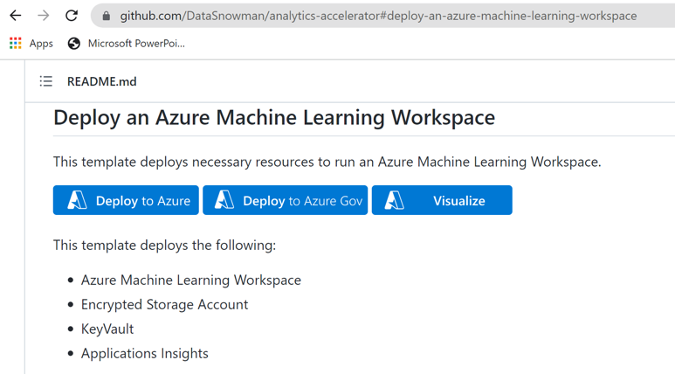 github.com/DataSnowman/analytics-accelerator#deploy-an-azure-machine-learning-workspace
Apps Microsoft PowerPoi...
README.md
Deploy an Azure Machine Learning Workspace
This template deploys necessary resources to run an Azure Machine Learning Workspace.
Deploy to Azure Deploy to Azure Gov Visualize
This template deploys the following:
Azure Machine Learning Workspace
Encrypted Storage Account
KeyVault
Applications Insights